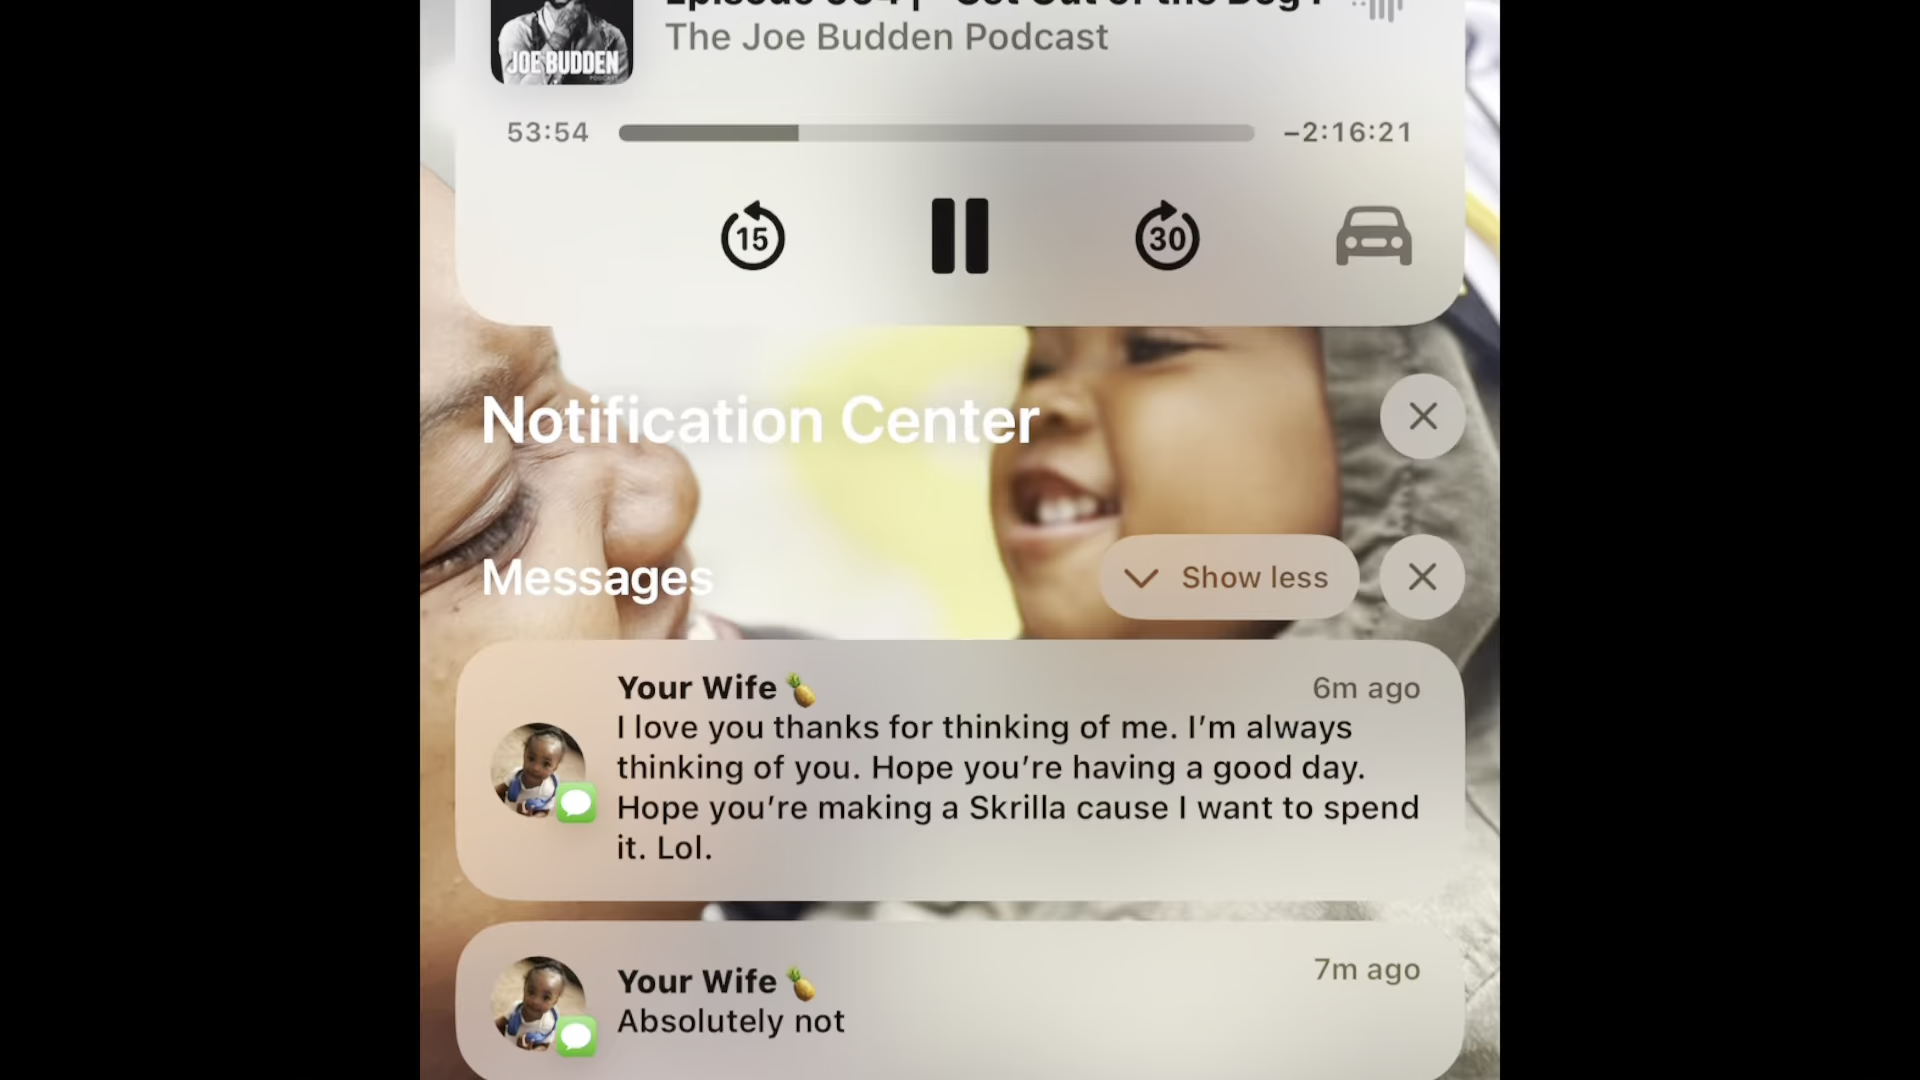 The Joe Budden Podcast
JOE BUDDEN
53:54
-2:16:21
15
30
Notification Center
Messages
Show less
Your Wife🍍
6m ago
I love you thanks for thinking of me. I'm always
thinking of you. Hope you're having a good day.
Hope you're making a Skrilla cause I want to spend
it. Lol.
Your Wife🍍
7m ago
Absolutely not